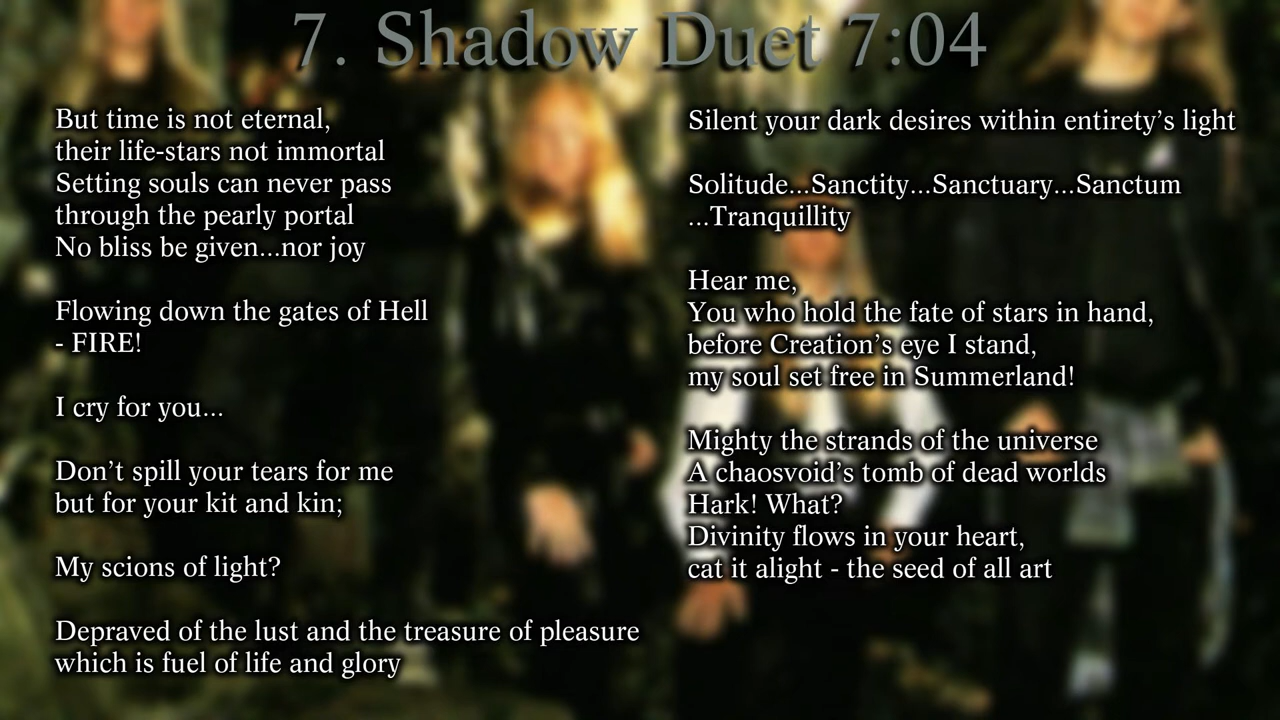 7. Shadow Duet 7:04
But time is not eternal,
their life-stars not immortal
Setting souls can never pass
through the pearly portal
No bliss be given...nor joy
Flowing down the gates of Hell
- FIRE!
I cry for you...
Don't spill your tears for me
but for your kit and kin;
My scions of light?
Depraved of the lust and the treasure of pleasure
which is fuel of life and glory
Silent your dark desires within entirety's light
Solitude...Sanctity...Sanctuary...Sanctum
...Tranquillity
Hear me,
You who hold the fate of stars in hand,
before Creation's eye I stand,
my soul set free in Summerland!
Mighty the strands of the universe
A chaosvoid's tomb of dead worlds
Hark! What?
Divinity flows in your heart,
cat it alight - the seed of all art